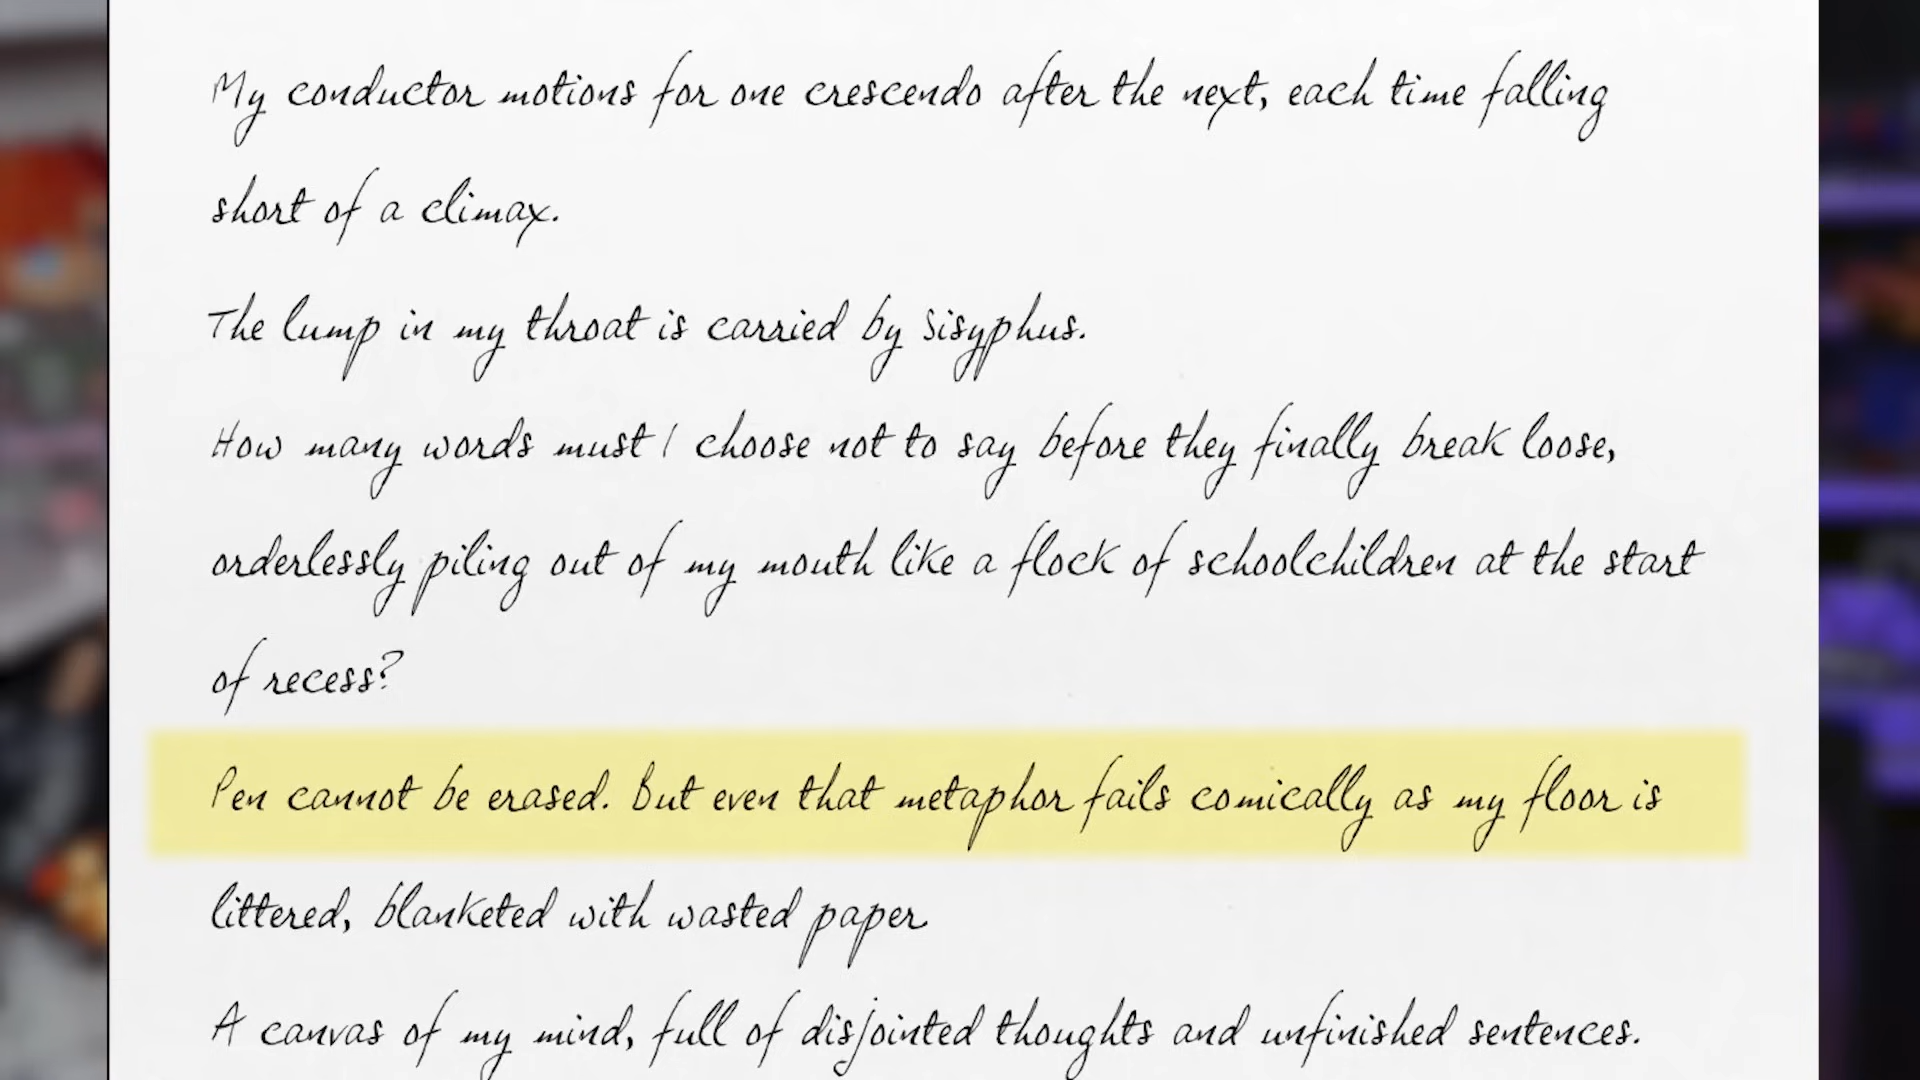 My conductor motions for one crescendo after the next, each time falling
short of a climax.
The lump in my throat is carried by Sisyphus.
How many words must I choose not to say before they finally break loose,
orderlessly piling out of my mouth like a flock of schoolchildren at the start
of recess?
Pen cannot be erased. But even that metaphor fails comically as my floor is
littered, blanketed with wasted paper
A canvas of my mind, full of disjointed thoughts and unfinished sentences.